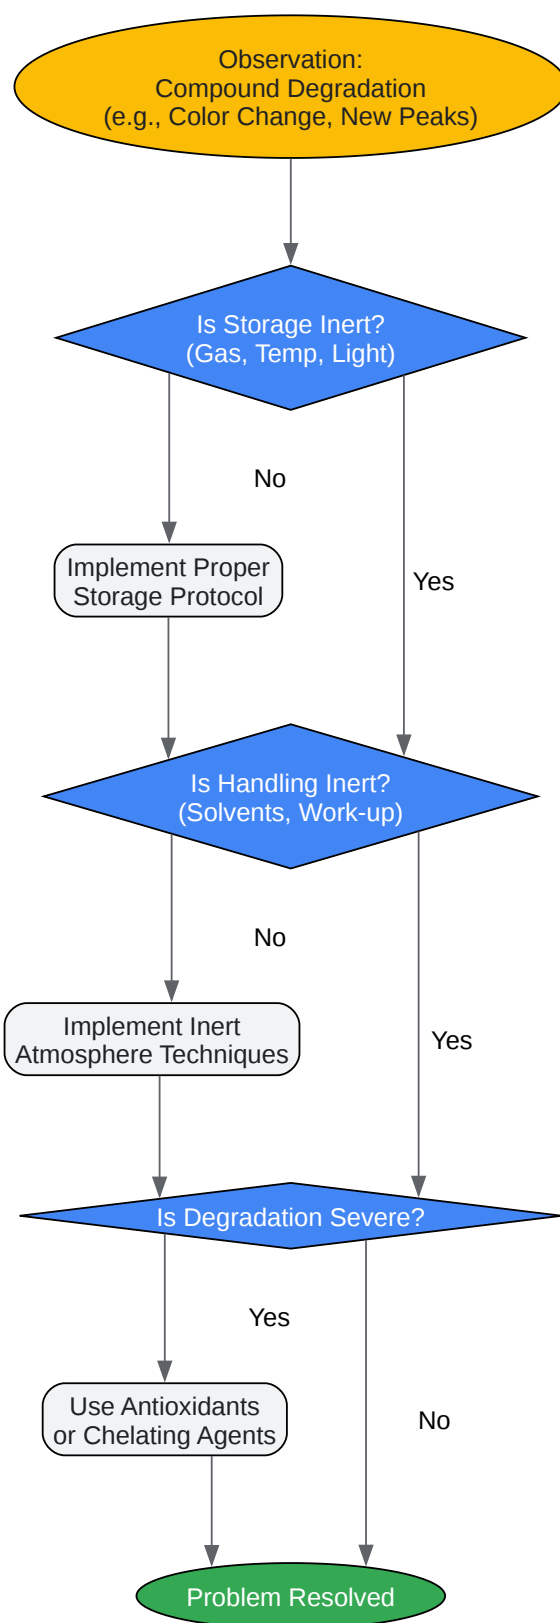 Observation:
Compound Degradation
(e.g., Color Change, New Peaks)
Is Storage Inert?
(Gas, Temp, Light)
No
Implement Proper
Storage Protocol
Yes
Is Handling Inert?
(Solvents, Work-up)
No
Implement Inert
Atmosphere Techniques
Yes
Is Degradation Severe?
Yes
Use Antioxidants
or Chelating Agents
No
Problem Resolved